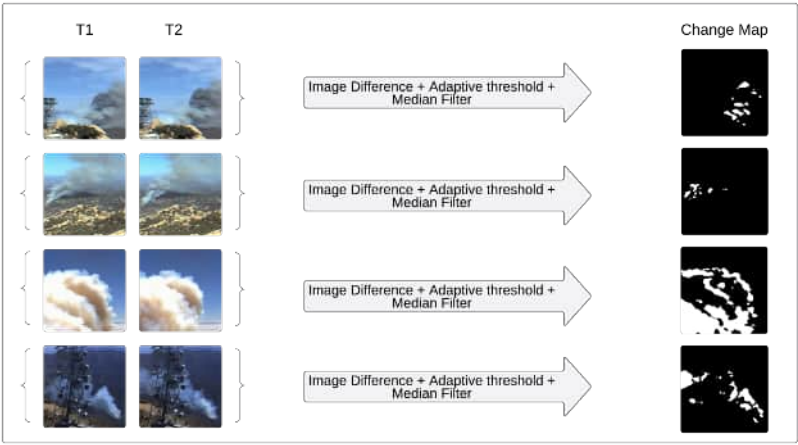 T1
T2
Change Map
Image Difference + Adaptive threshold +
Median Filter
Image Difference + Adaptive threshold +
Median Filter
Image Difference + Adaptive threshold +
Median Filter
Image Difference + Adaptive threshold +
Median Filter